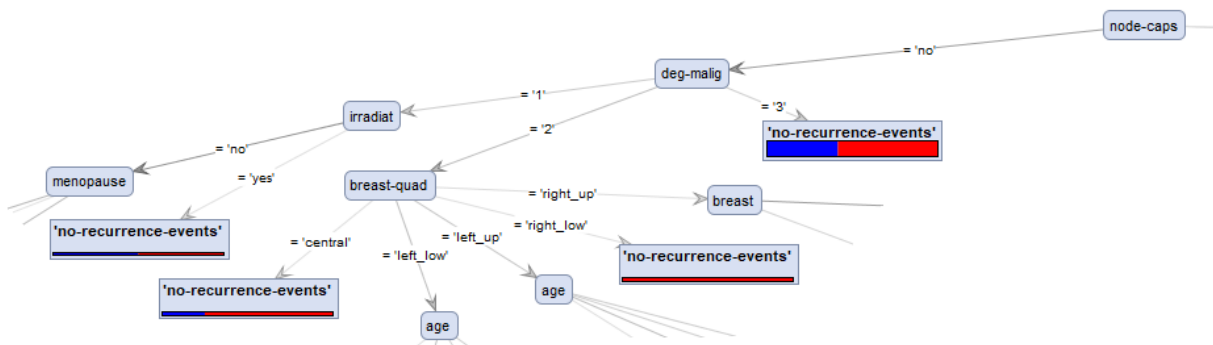 node-caps
= 'no'
deg-malig
= '1'
= '3'
irradiat
= '2'
'no-recurrence-events'
= 'no'
= 'yes'
menopause
breast-quad
= 'right_up'
breast
'no-recurrence-events'
= 'central'
= 'left_low'
= 'left_up'
= 'right_low'
'no-recurrence-events'
'no-recurrence-events'
age
age